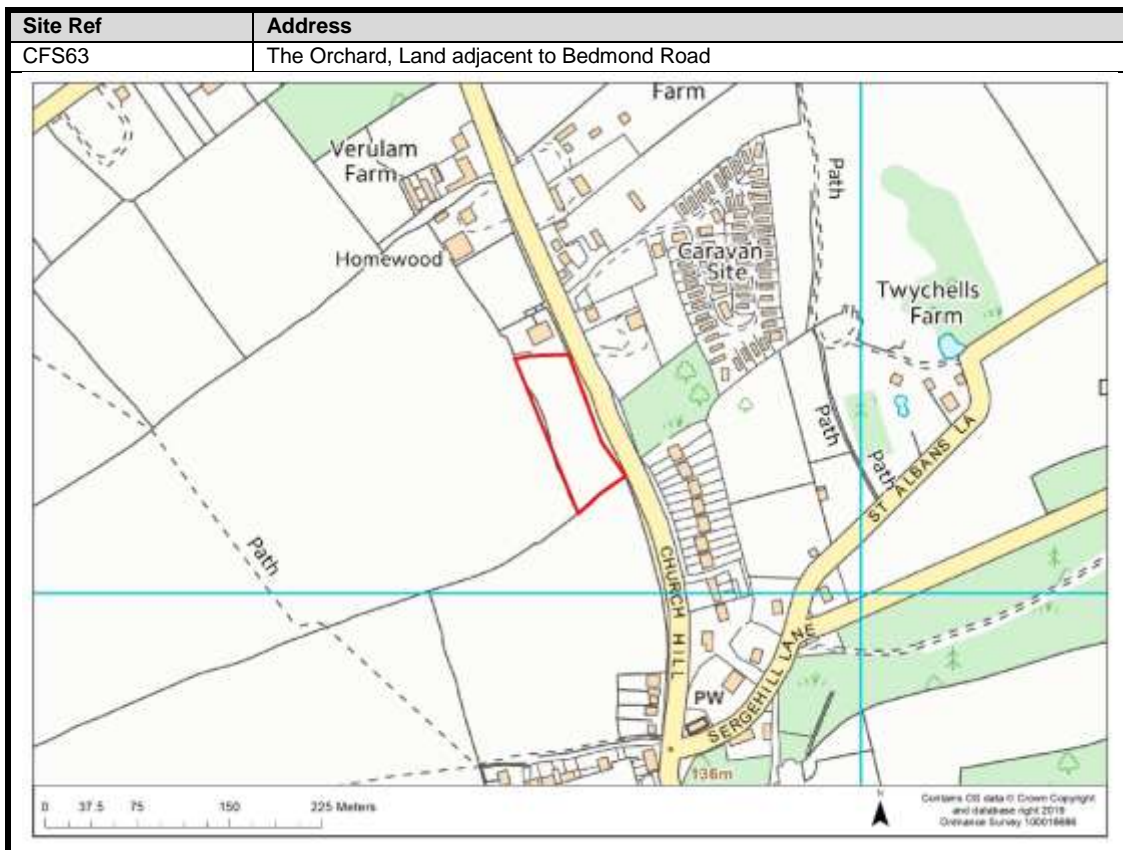 Site Ref Address
CFS63 The Orchard, Land adjacent to Bedmond Road
Farm
Verulam
Farm
Path
Homewood
Caravan
Site
Twychells
Farm
Path
Path
ST ALBANS LA
Path
CHURCH HILL
SERGEHILL LANE
PW
136m
0 37.5 75 150 225 Meters
N
Contains OS data © Crown Copyright
and database right 2019
Ordnance Survey 100018686